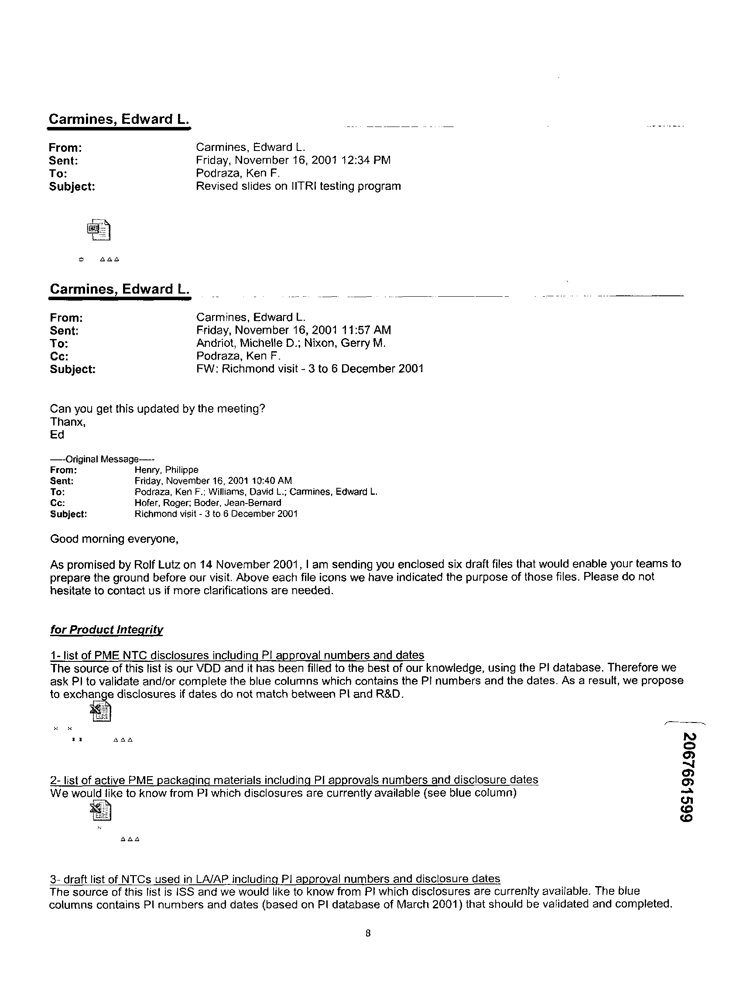 Carmines, Edward L.
From: Carmines, Edward L.
Sent: Friday, November 16, 2001 12:34 PM
To: Podraza, Ken F.
Subject: Revised slides on IITRI testing program
Carmines, Edward L.
From: Carmines, Edward L.
Sent: Friday, November 16, 2001 11:57 AM
To: Andriot, Michelle D.; Nixon, Gerry M.
Cc: Podraza, Ken F.
Subject: FW: Richmond visit - 3 to 6 December 2001
Can you get this updated by the meeting?
Thanx,
Ed
-----Original Message-----
From: Henry, Philippe
Sent: Friday, November 16, 2001 10:40 AM
To: Podraza, Ken F.; Williams, David L.; Carmines, Edward L.
Cc: Hofer, Roger; Boder, Jean-Bernard
Subject: Richmond visit - 3 to 6 December 2001
Good morning everyone,
As promised by Rolf Lutz on 14 November 2001, I am sending you enclosed six draft files that would enable your teams to
prepare the ground before our visit. Above each file icons we have indicated the purpose of those files. Please do not
hesitate to contact us if more clarifications are needed.
for Product Integrity
1- list of PME NTC disclosures including PI approval numbers and dates
The source of this list is our VDD and it has been filled to the best of our knowledge, using the PI database. Therefore we
ask PI to validate and/or complete the blue columns which contains the PI numbers and the dates. As a result, we propose
to exchange disclosures if dates do not match between PI and R&D.
2- list of active PME packaging materials including PI approvals numbers and disclosure dates
We would like to know from PI which disclosures are currently available (see blue column)
3- draft list of NTCs used in LA/AP including PI approval numbers and disclosure dates
The source of this list is ISS and we would like to know from PI which disclosures are currenlty available. The blue
columns contains PI numbers and dates (based on PI database of March 2001) that should be validated and completed.
2067661599
8